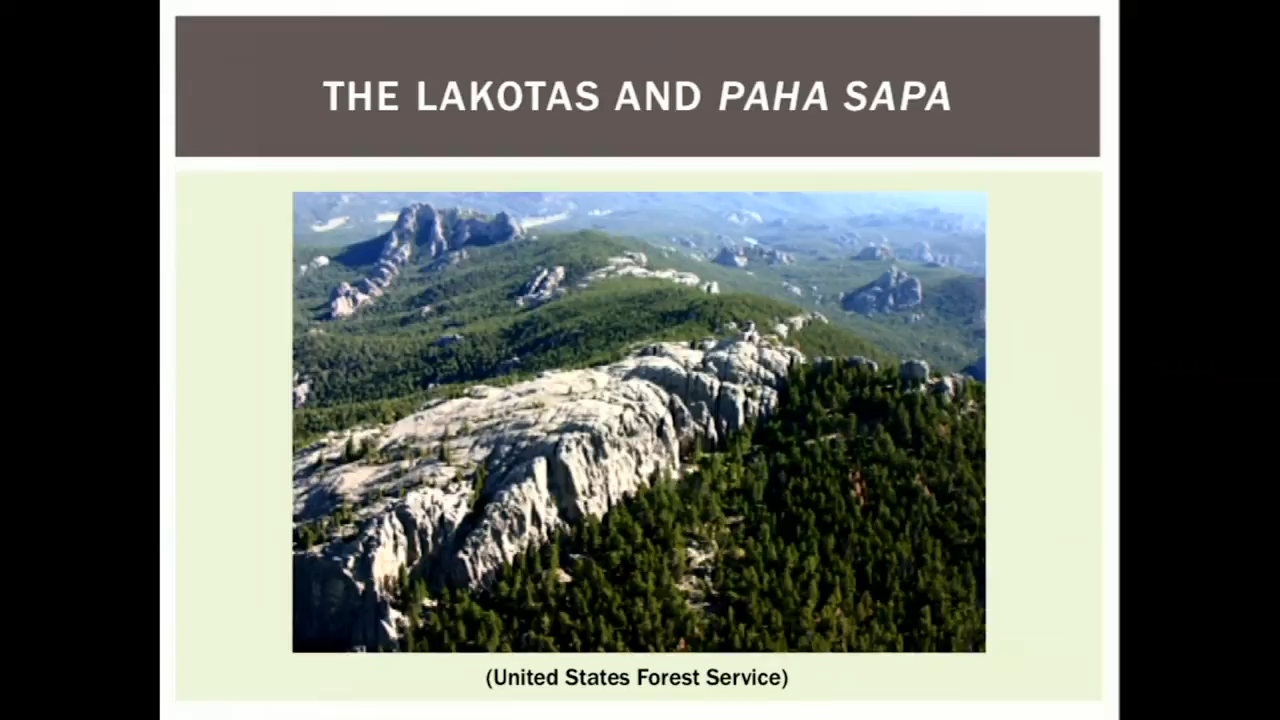 THE LAKOTAS AND PAHA SAPA
(United States Forest Service)